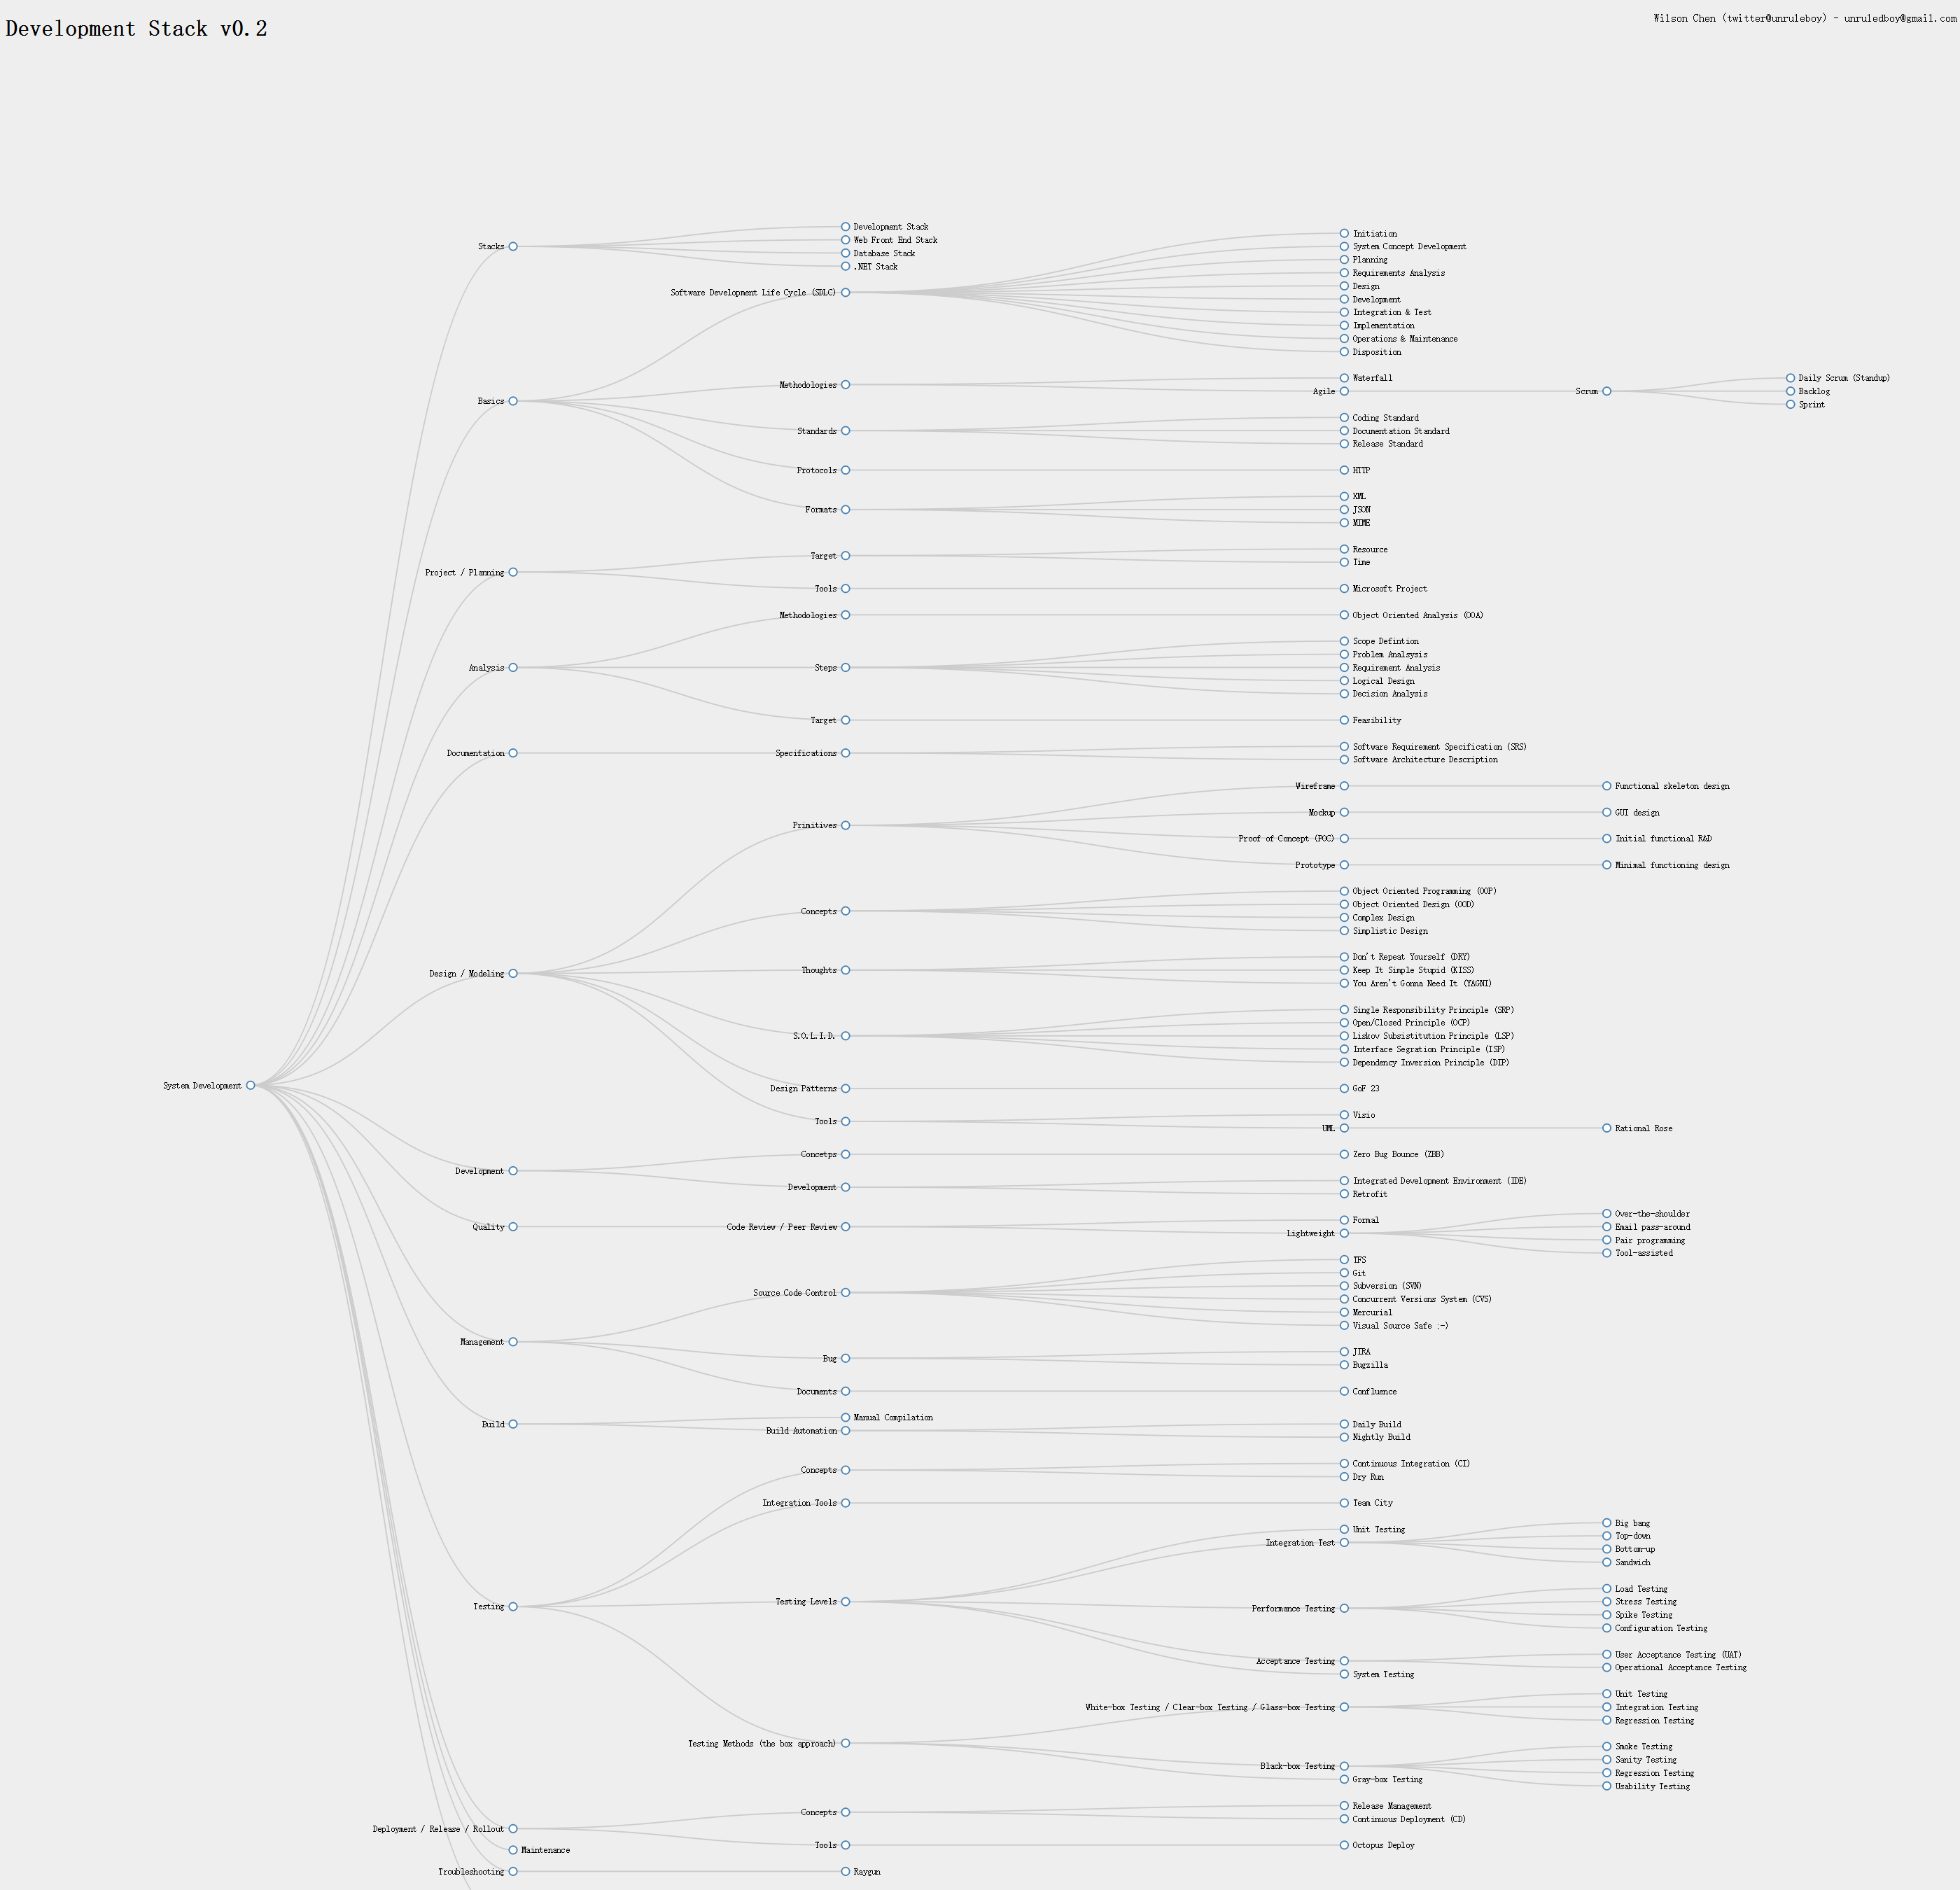 Development Stack v0.2
Wilson Chen (twitter@unruleboy) - unruledboy@gmail.com
System Development
Stacks
Development Stack
Web Front End Stack
Database Stack
.NET Stack
Basics
Software Development Life Cycle (SDLC)
Initiation
System Concept Development
Planning
Requirements Analysis
Design
Development
Integration & Test
Implementation
Operations & Maintenance
Disposition
Methodologies
Waterfall
Agile
Scrum
Daily Scrum (Standup)
Backlog
Sprint
Standards
Coding Standard
Documentation Standard
Release Standard
Protocols
HTTP
Formats
XML
JSON
MIME
Project / Planning
Target
Resource
Time
Tools
Microsoft Project
Analysis
Methodologies
Object Oriented Analysis (OOA)
Steps
Scope Defintion
Problem Analsysis
Requirement Analysis
Logical Design
Decision Analysis
Target
Feasibility
Documentation
Specifications
Software Requirement Specification (SRS)
Software Architecture Description
Design / Modeling
Primitives
Wireframe
Functional skeleton design
Mockup
GUI design
Proof of Concept (POC)
Initial functional R&D
Prototype
Minimal functioning design
Concepts
Object Oriented Programming (OOP)
Object Oriented Design (OOD)
Complex Design
Simplistic Design
Thoughts
Don't Repeat Yourself (DRY)
Keep It Simple Stupid (KISS)
You Aren't Gonna Need It (YAGNI)
S.O.L.I.D.
Single Responsibility Principle (SRP)
Open/Closed Principle (OCP)
Liskov Subsistitution Principle (LSP)
Interface Segration Principle (ISP)
Dependency Inversion Principle (DIP)
Design Patterns
GoF 23
Tools
Visio
UML
Rational Rose
Development
Concetps
Zero Bug Bounce (ZBB)
Development
Integrated Development Environment (IDE)
Retrofit
Quality
Code Review / Peer Review
Formal
Lightweight
Over-the-shoulder
Email pass-around
Pair programming
Tool-assisted
Management
Source Code Control
TFS
Git
Subversion (SVN)
Concurrent Versions System (CVS)
Mercurial
Visual Source Safe :-)
Bug
JIRA
Bugzilla
Documents
Confluence
Build
Manual Compilation
Build Automation
Daily Build
Nightly Build
Testing
Concepts
Continuous Integration (CI)
Dry Run
Integration Tools
Team City
Testing Levels
Unit Testing
Integration Test
Big bang
Top-down
Bottom-up
Sandwich
Performance Testing
Load Testing
Stress Testing
Spike Testing
Configuration Testing
Acceptance Testing
User Acceptance Testing (UAT)
Operational Acceptance Testing
System Testing
Testing Methods (the box approach)
White-box Testing / Clear-box Testing / Glass-box Testing
Unit Testing
Integration Testing
Regression Testing
Black-box Testing
Smoke Testing
Sanity Testing
Regression Testing
Usability Testing
Gray-box Testing
Deployment / Release / Rollout
Concepts
Release Management
Continuous Deployment (CD)
Tools
Octopus Deploy
Maintenance
Troubleshooting
Raygun